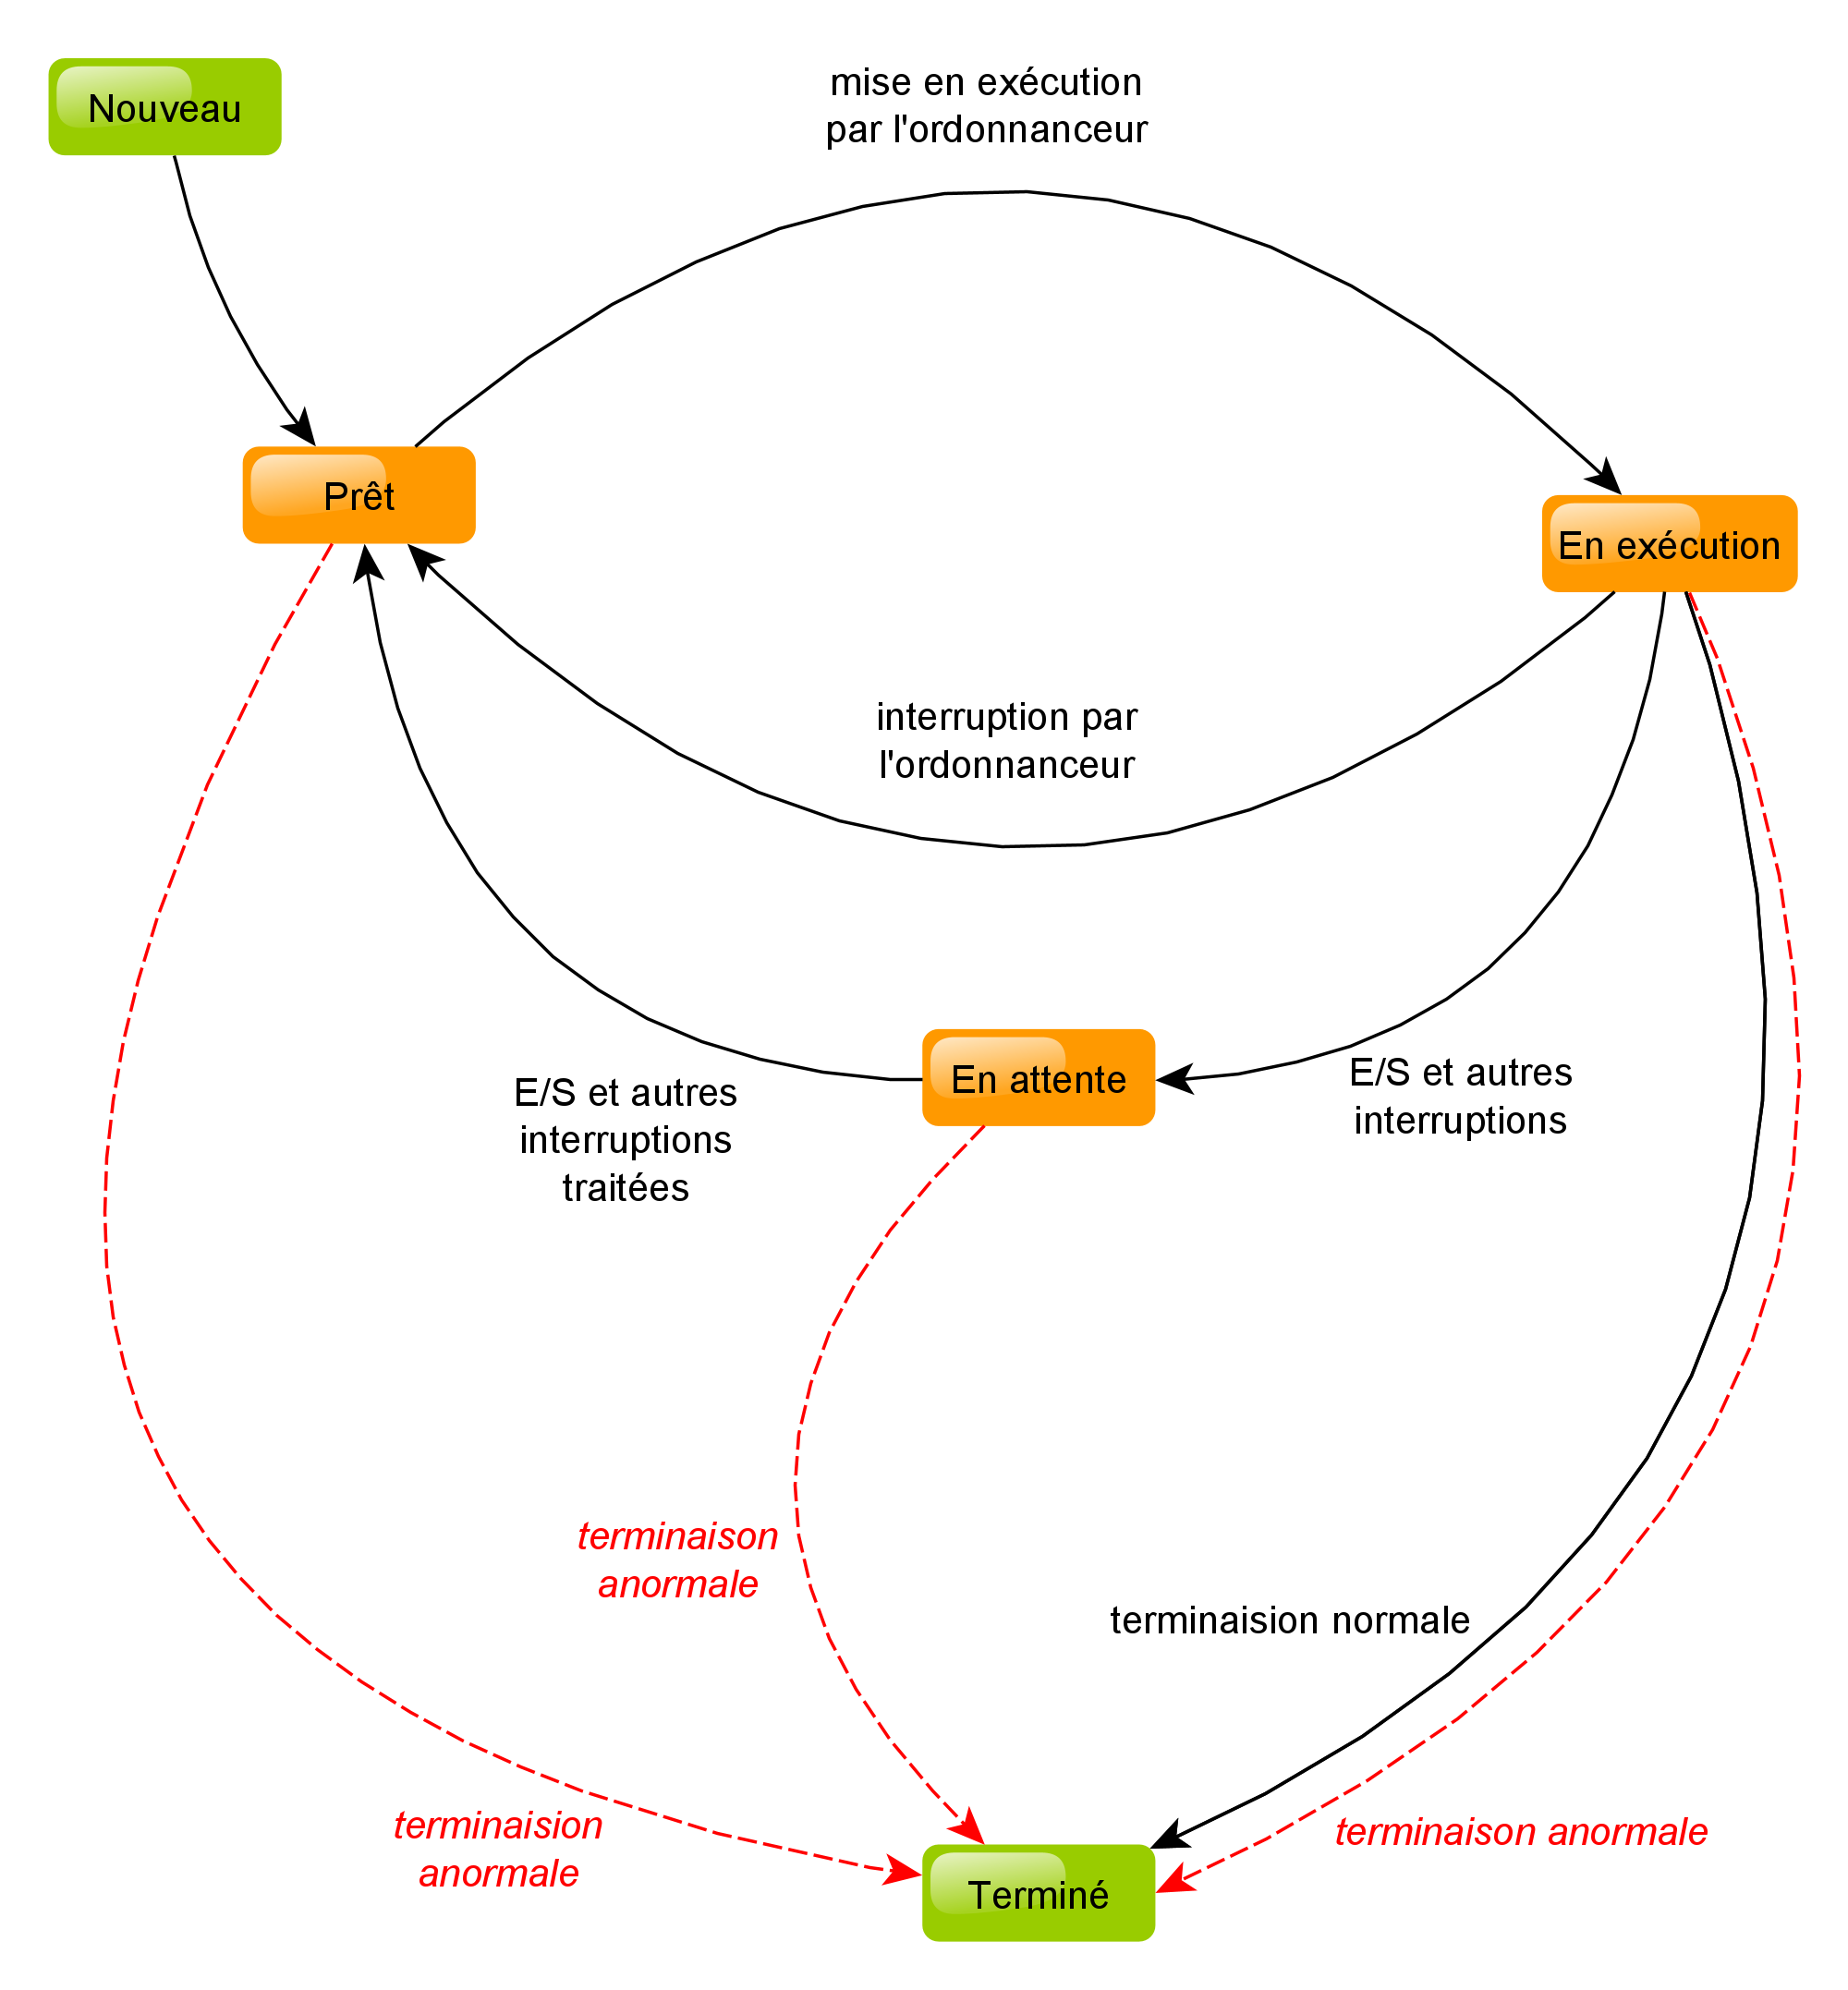 Nouveau
mise en exécution
par l'ordonnanceur
Prêt
En exécution
interruption par
l'ordonnanceur
En attente
E/S et autres
interruptions
E/S et autres
interruptions
traitées
terminaison
anormale
terminaision normale
terminaision
anormale
terminaison anormale
Terminé